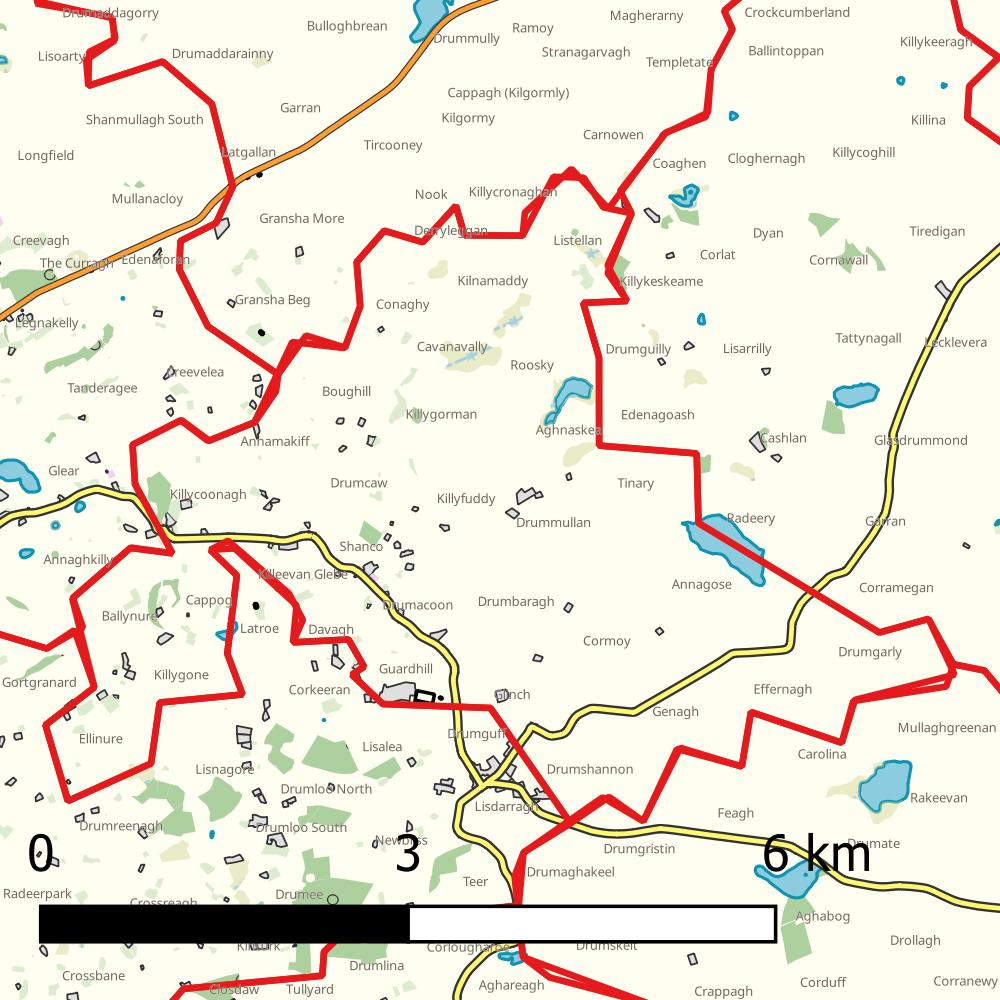 Drumaddagorry
Crockcumberland
Magherarny
Bulloghbrean
Ramoy
Drummully
Killykeeragh
Stranagarvagh
Ballintoppan
Drumaddarainny
Lisoarty
Templetate
Cappagh (Kilgormly)
Garran
Kilgormy
Shanmullagh South
Killina
Carnowen
Tircooney
Latgallan
Killycoghill
Longfield
Cloghernagh
Coaghen
Killycronaghan
Nook
Mullanacloy
Gransha More
Derryleggan
Tiredigan
Dyan
Creevagh
Listellan
Corlat
Edenaforan
The Curragh
Cornawall
Kilnamaddy
Killykeskeame
Gransha Beg
Conaghy
Legnakelly
Tattynagall
Lecklevera
Cavanavally
Drumguilly
Lisarrilly
Roosky
Creevelea
Tanderagee
Boughill
Killygorman
Edenagoash
Aghnaskea
Cashlan
Glasdrummond
Annamakiff
Glear
Drumcaw
Tinary
Killycoonagh
Killyfuddy
Radeery
Drummullan
Garran
Shanco
Annaghkilly
Killeevan Glebe
Annagose
Corramegan
Cappog
Drumbaragh
Drumacoon
Ballynure
Latroe
Davagh
Cormoy
Drumgarly
Guardhill
Killygone
Gortgranard
Corkeeran
Effernagh
Glinch
Genagh
Mullaghgreenan
Drumgulf
Ellinure
Lisalea
Carolina
Lisnagore
Drumshannon
Drumloo North
Rakeevan
Lisdarragh
Feagh
Drumreenagh
Drumloo South
Newbliss
Drumate
Drumgristin
0 3 6 km
Drumaghakeel
Teer
Radeerpark
Drumee
Crossreagh
Aghabog
Drollagh
Kilturk
Corlougharoe
Drumskelt
Drumlina
Crossbane
Corduff
Corranewy
Aghareagh
Closdaw
Tullyard
Crappagh